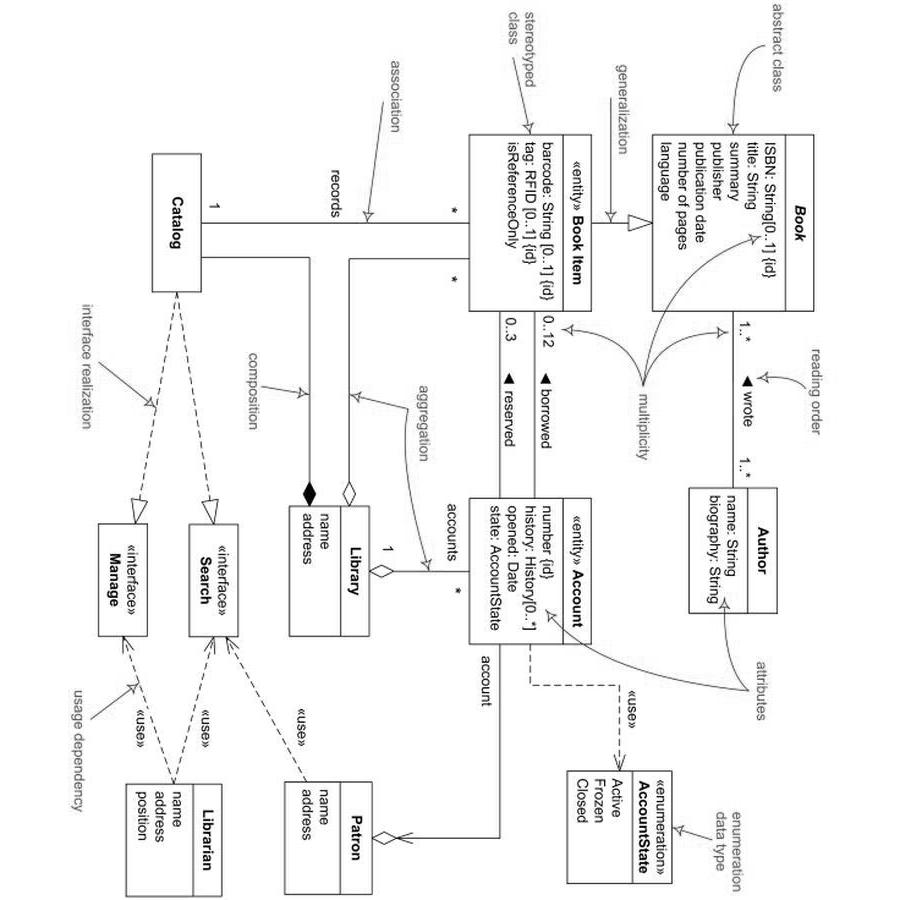 abstract class
Book
ISBN: String[0..1] {id}
title: String
summary
publisher
publication date
number of pages
language
reading order
1..*
◄ wrote
1..*
Author
name: String
biography: String
attributes
generalization
multiplicity
stereotyped
class
«entity» Book Item
barcode: String [0..1] {id}
tag: RFID [0..1] {id}
isReferenceOnly
0..12
◄ borrowed
0..3
◄ reserved
«entity» Account
number {id}
history: History[0..*]
opened: Date
state: AccountState
«use»
«enumeration»
AccountState
Active
Frozen
Closed
enumeration
data type
association
*
*
records
1
aggregation
accounts
*
1
account
Library
name
address
composition
Catalog
interface realization
«interface»
Search
«interface»
Manage
«use»
«use»
«use»
usage dependency
Patron
name
address
Librarian
name
address
position